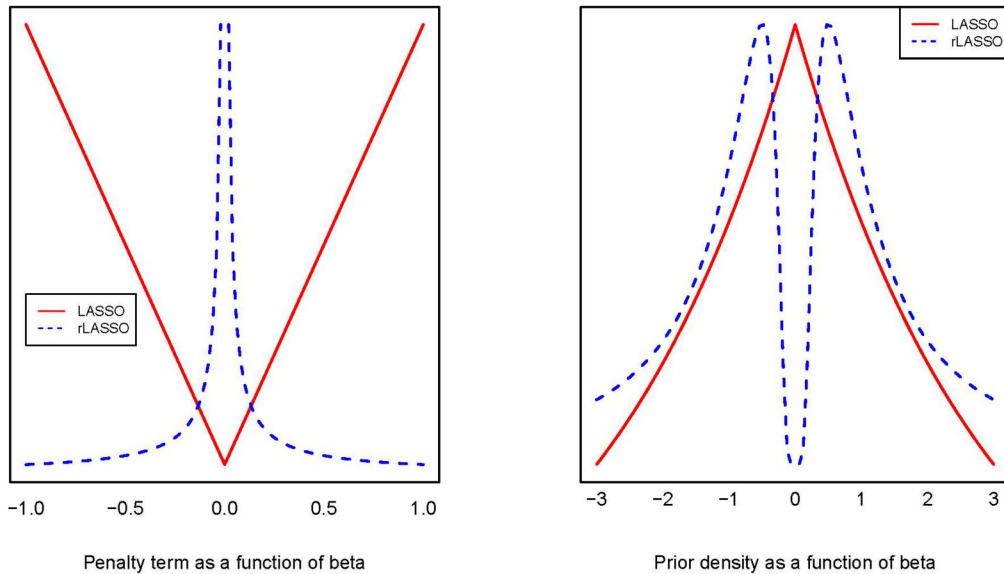 LASSO
rLASSO
−1.0 −0.5 0.0 0.5 1.0
Penalty term as a function of beta
LASSO
rLASSO
−3 −2 −1 0 1 2 3
Prior density as a function of beta